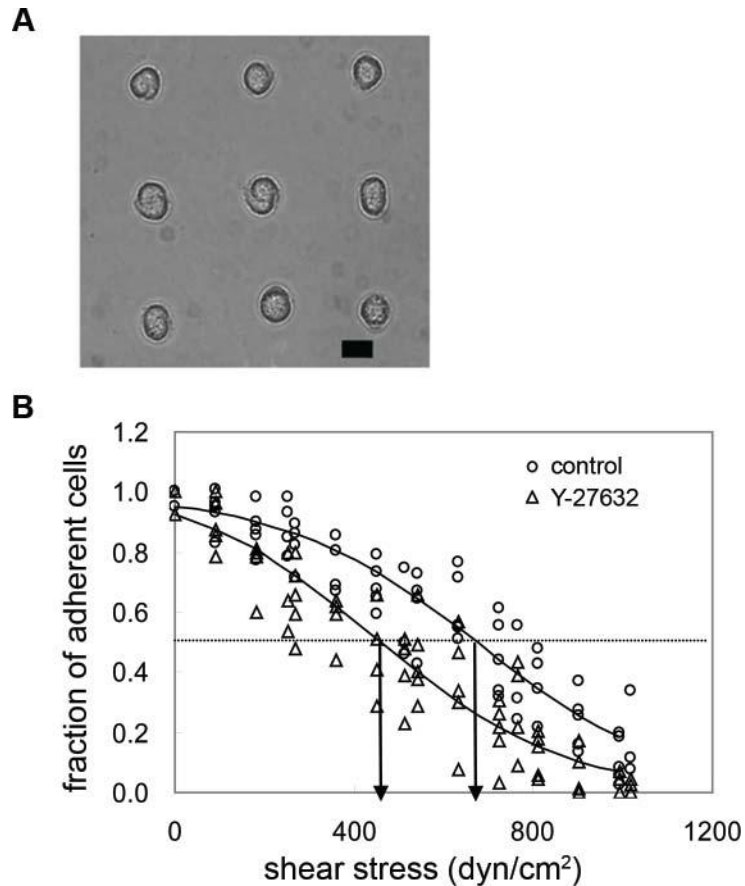 A
B
1.2
1.0
0.8
0.6
0.4
0.2
0.0
fraction of adherent cells
control
Y-27632
0
400
800
1200
shear stress (dyn/cm²)